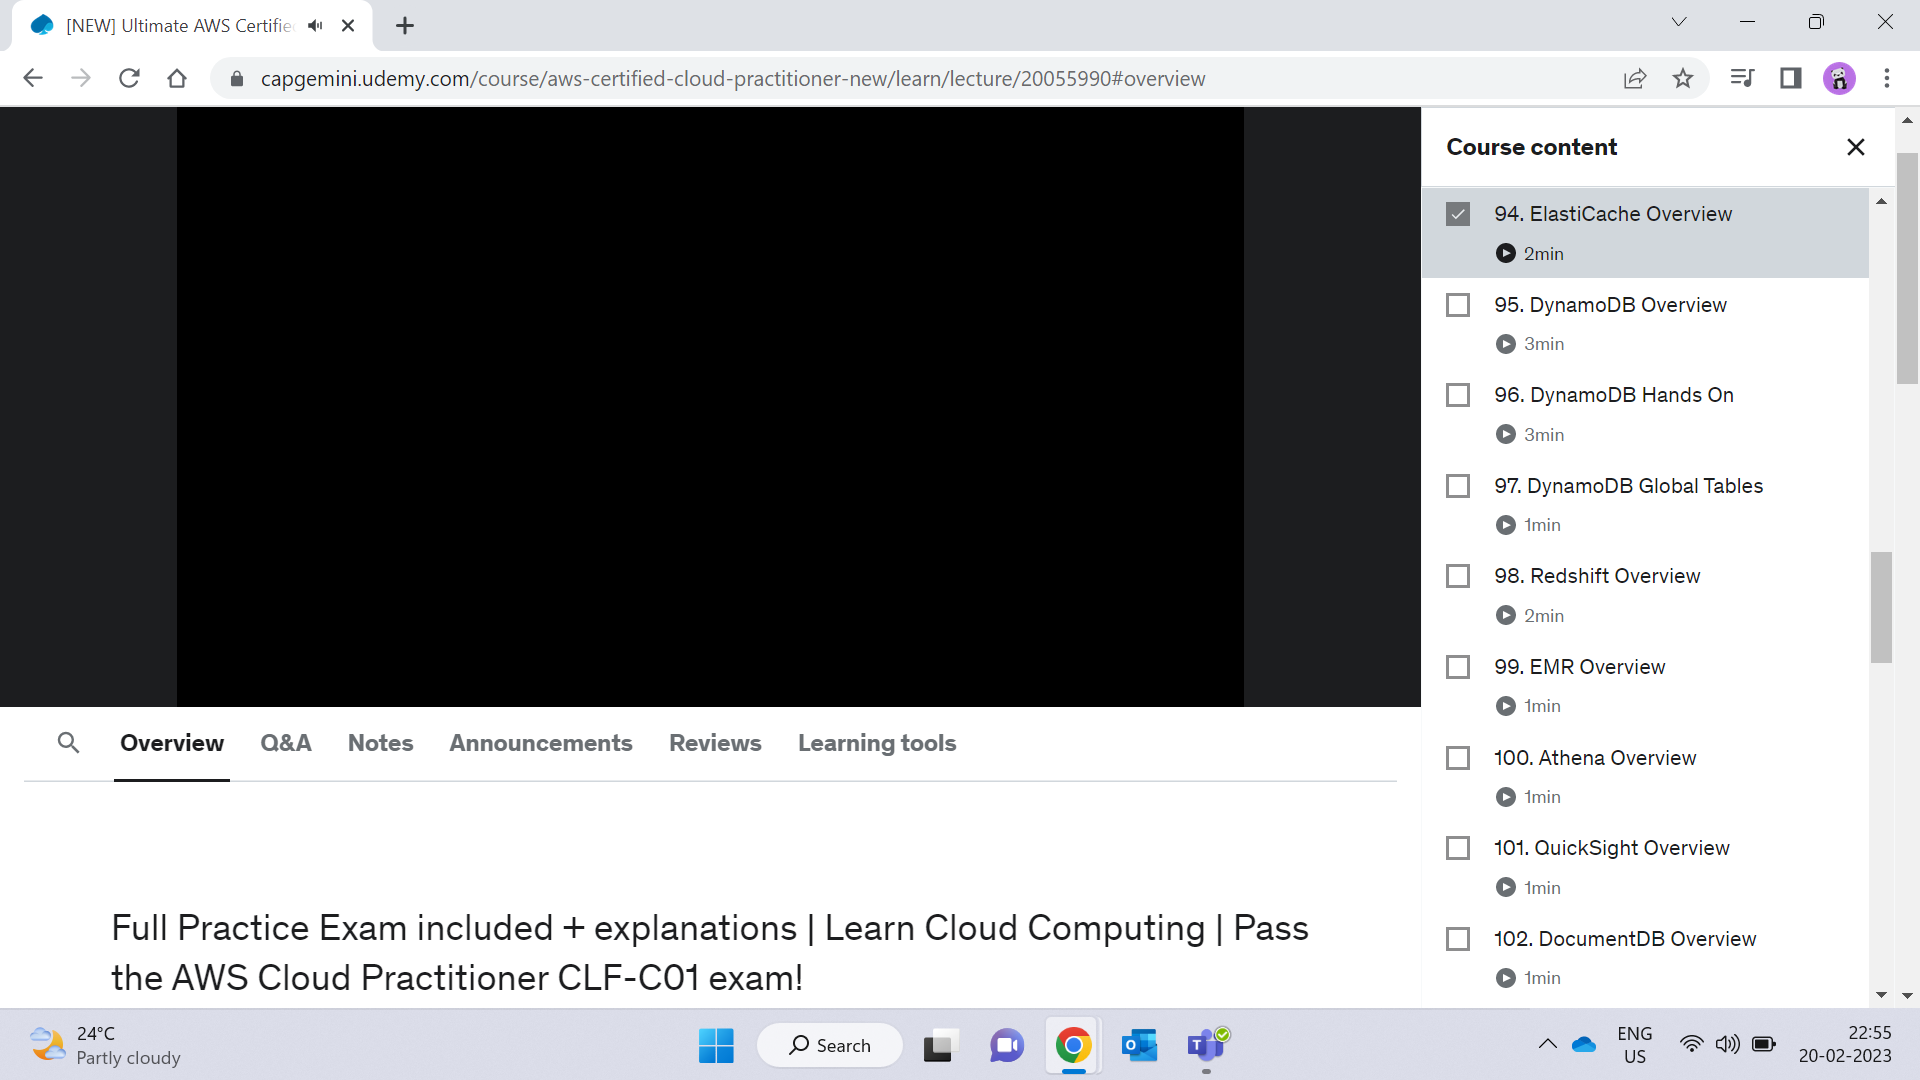 [NEW] Ultimate AWS Certifie
capgemini.udemy.com/course/aws-certified-cloud-practitioner-new/learn/lecture/20055990#overview
Course content
94. ElastiCache Overview
2min
95. DynamoDB Overview
3min
96. DynamoDB Hands On
3min
97. DynamoDB Global Tables
1min
98. Redshift Overview
2min
99. EMR Overview
1min
100. Athena Overview
1min
101. QuickSight Overview
1min
102. DocumentDB Overview
1min
Overview Q&A Notes Announcements Reviews Learning tools
Full Practice Exam included + explanations | Learn Cloud Computing | Pass
the AWS Cloud Practitioner CLF-C01 exam!
24°C
Partly cloudy
Search
ENG
US
22:55
20-02-2023